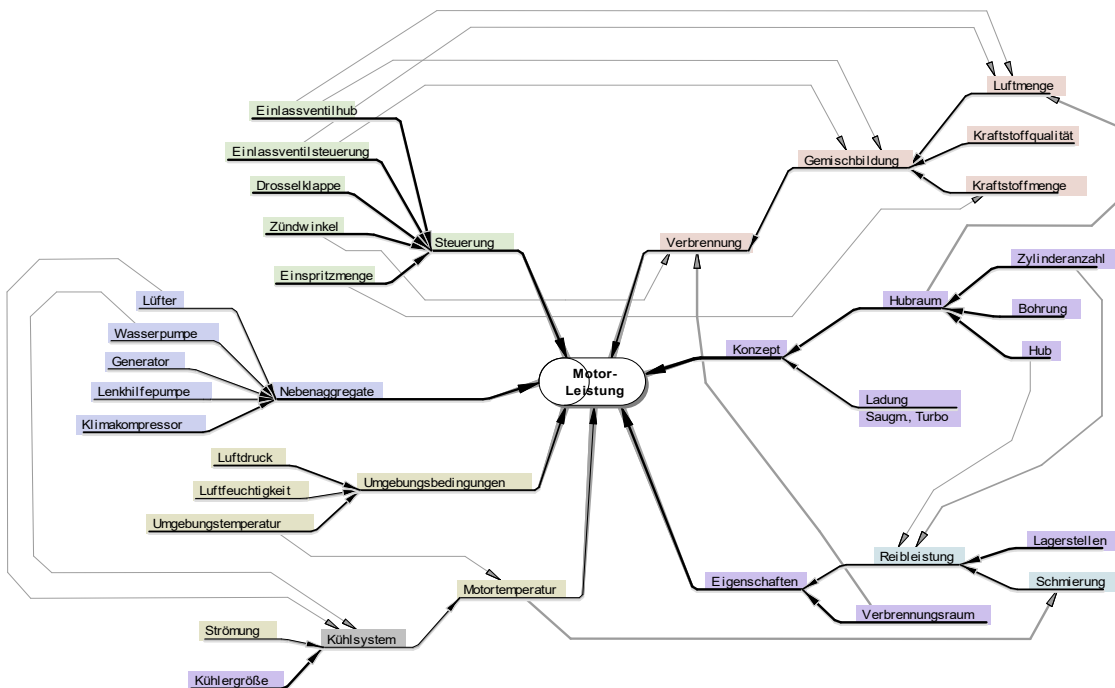 Luftmenge
Einlassventilhub
Kraftstoffqualität
Einlassventilsteuerung
Gemischbildung
Drosselklappe
Kraftstoffmenge
Zündwinkel
Steuerung
Verbrennung
Zylinderanzahl
Einspritzmenge
Lüfter
Hubraum
Bohrung
Wasserpumpe
Konzept
Hub
Generator
Motor-
Leistung
Lenkhilfepumpe
Nebenaggregate
Ladung
Saugm., Turbo
Klimakompressor
Luftdruck
Umgebungsbedingungen
Luftfeuchtigkeit
Umgebungstemperatur
Lagerstellen
Reibleistung
Motortemperatur
Eigenschaften
Schmierung
Verbrennungsraum
Strömung
Kühlsystem
Kühlergröße